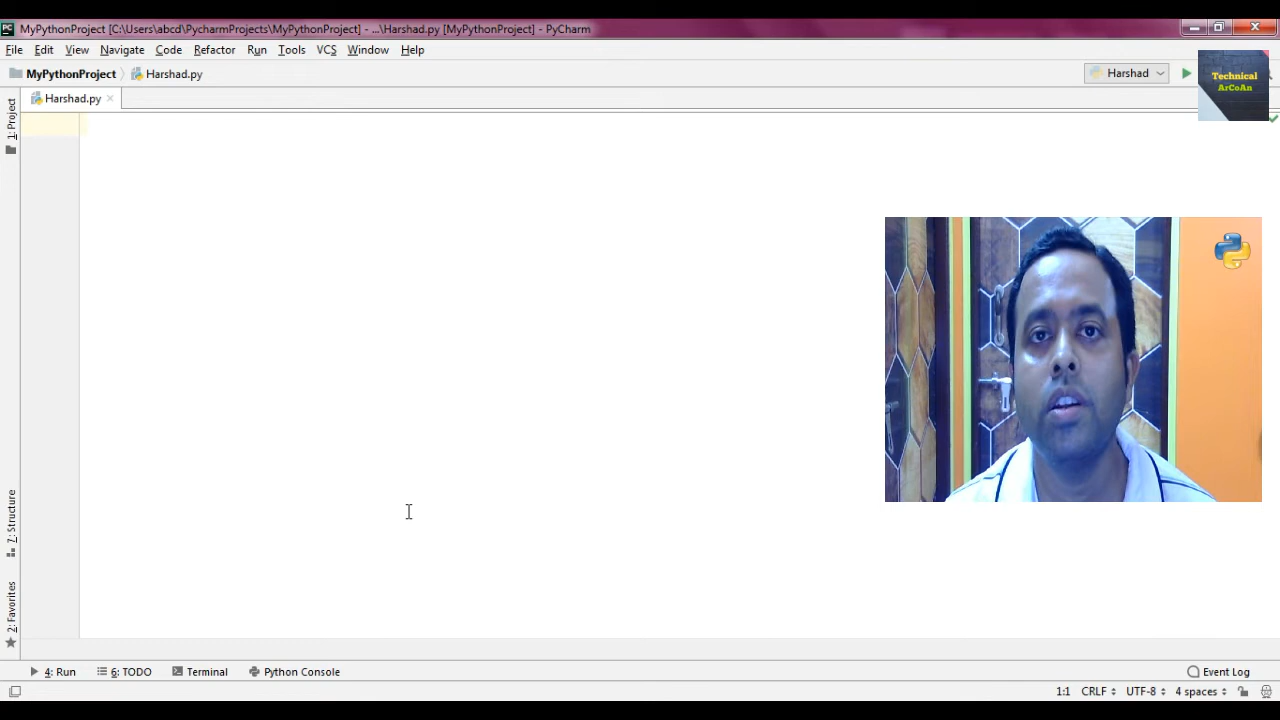 PC MyPythonProject [C:\Users\abcd\PycharmProjects\MyPythonProject] - ...\Harshad.py [MyPythonProject] - PyCharm
File Edit View Navigate Code Refactor Run Tools VCS Window Help
MyPythonProject Harshad.py Harshad
Technical
ArCoAn
Harshad.py
1: Project
7: Structure
2: Favorites
4: Run 6: TODO Terminal Python Console Event Log
1:1 CRLF UTF-8 4 spaces